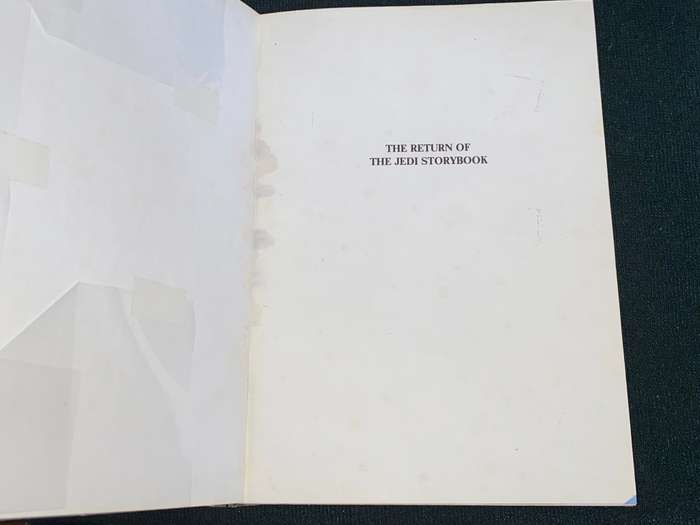 THE RETURN OF
THE JEDI STORYBOOK